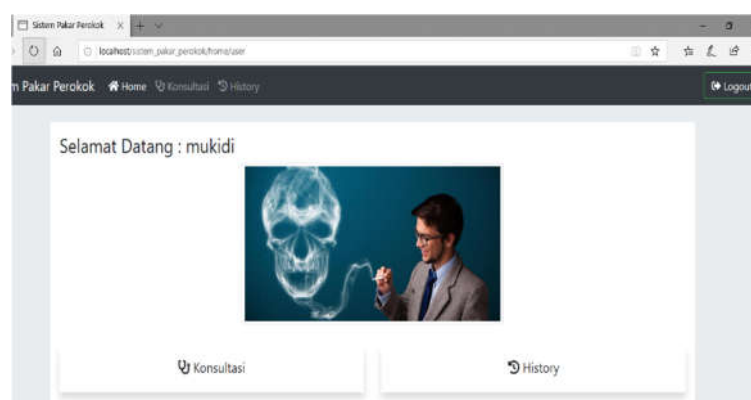 Sistem Pakar Perokok
localhost/sistem_pakar_perokok/home/user
m Pakar Perokok Home Konsultasi History Logout
Selamat Datang : mukidi
Konsultasi History